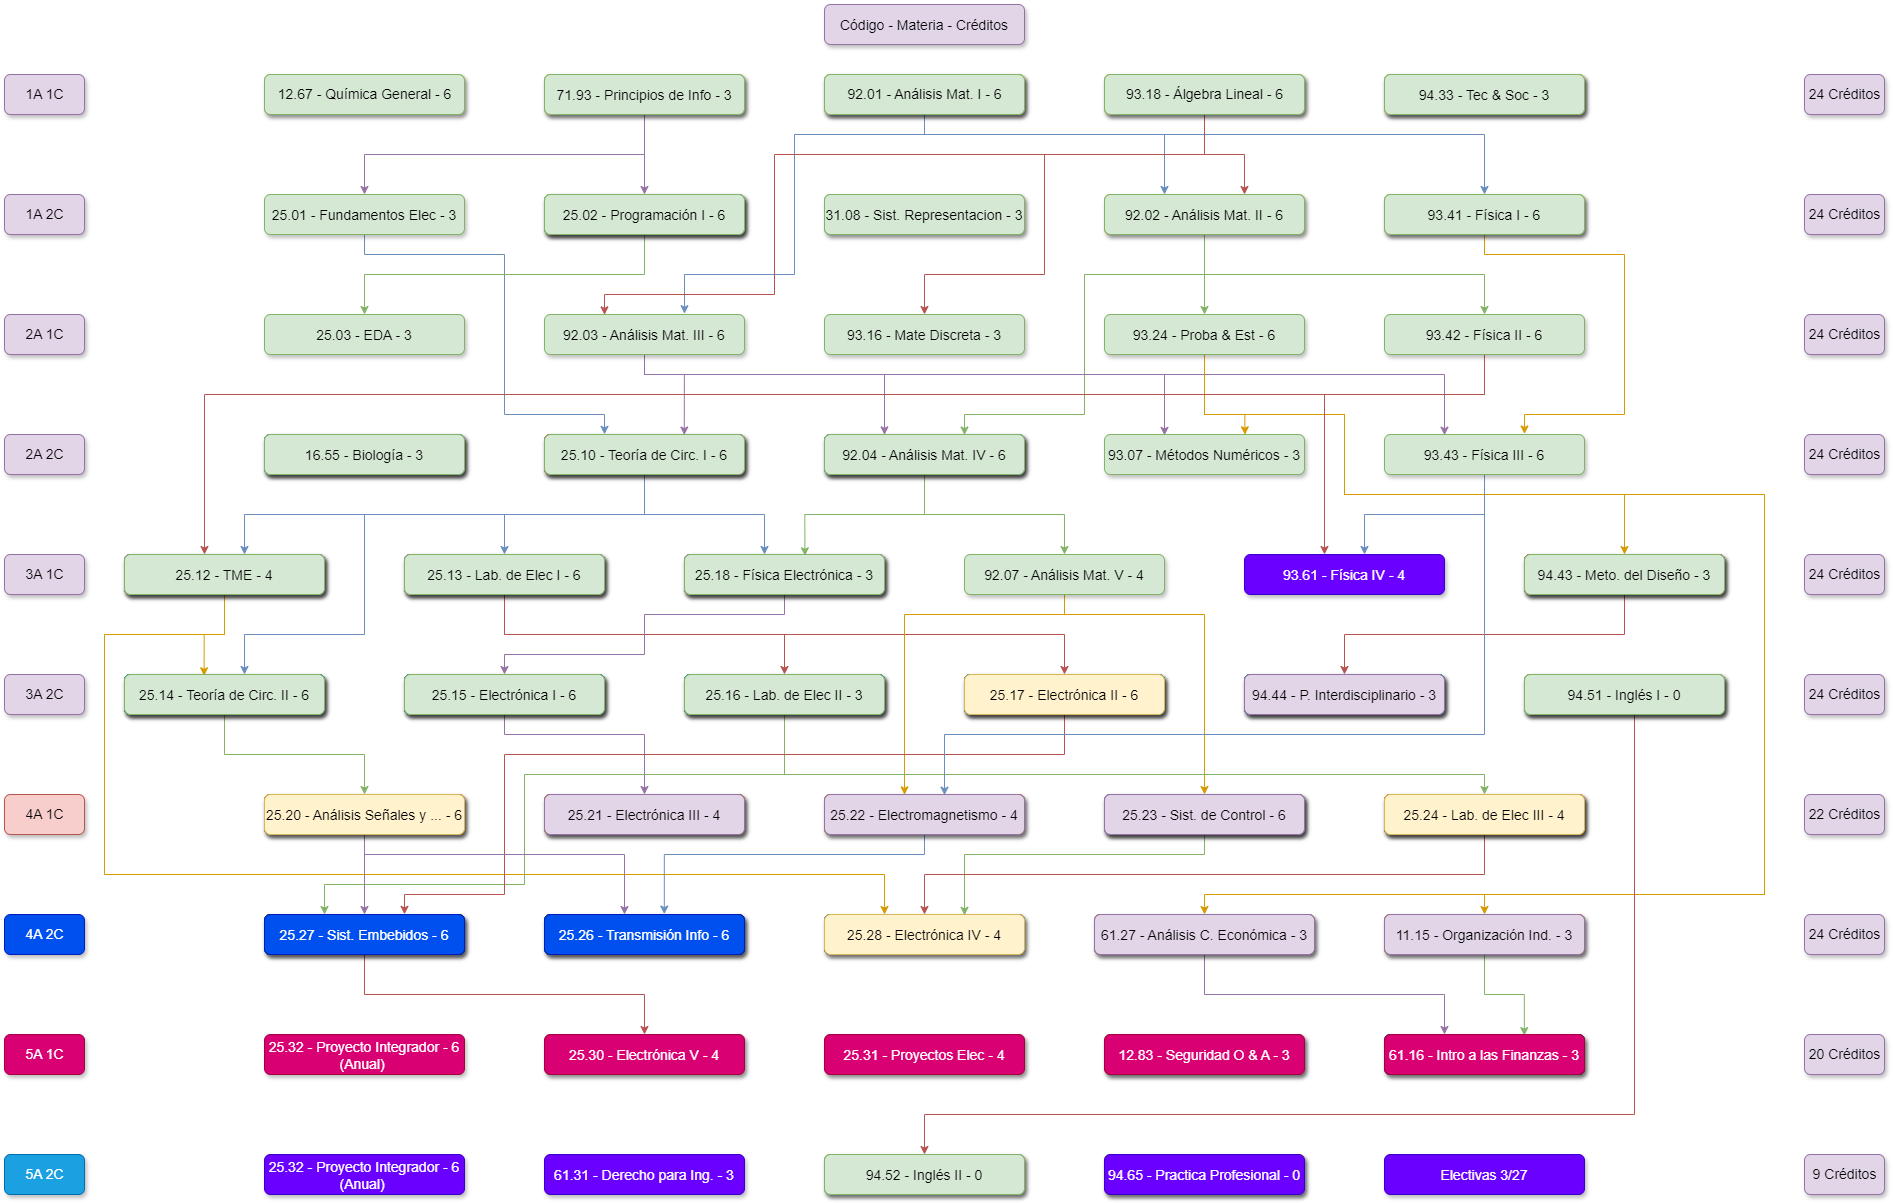 Código - Materia - Créditos
1A 1C
12.67 - Química General - 6
71.93 - Principios de Info - 3
92.01 - Análisis Mat. I - 6
93.18 - Álgebra Lineal - 6
94.33 - Tec & Soc - 3
24 Créditos
1A 2C
25.01 - Fundamentos Elec - 3
25.02 - Programación I - 6
31.08 - Sist. Representacion - 3
92.02 - Análisis Mat. II - 6
93.41 - Física I - 6
24 Créditos
2A 1C
25.03 - EDA - 3
92.03 - Análisis Mat. III - 6
93.16 - Mate Discreta - 3
93.24 - Proba & Est - 6
93.42 - Física II - 6
24 Créditos
2A 2C
16.55 - Biología - 3
25.10 - Teoría de Circ. I - 6
92.04 - Análisis Mat. IV - 6
93.07 - Métodos Numéricos - 3
93.43 - Física III - 6
24 Créditos
3A 1C
25.12 - TME - 4
25.13 - Lab. de Elec I - 6
25.18 - Física Electrónica - 3
92.07 - Análisis Mat. V - 4
93.61 - Física IV - 4
94.43 - Meto. del Diseño - 3
24 Créditos
3A 2C
25.14 - Teoría de Circ. II - 6
25.15 - Electrónica I - 6
25.16 - Lab. de Elec II - 3
25.17 - Electrónica II - 6
94.44 - P. Interdisciplinario - 3
94.51 - Inglés I - 0
24 Créditos
4A 1C
25.20 - Análisis Señales y ... - 6
25.21 - Electrónica III - 4
25.22 - Electromagnetismo - 4
25.23 - Sist. de Control - 6
25.24 - Lab. de Elec III - 4
22 Créditos
4A 2C
25.27 - Sist. Embebidos - 6
25.26 - Transmisión Info - 6
25.28 - Electrónica IV - 4
61.27 - Análisis C. Económica - 3
11.15 - Organización Ind. - 3
24 Créditos
5A 1C
25.32 - Proyecto Integrador - 6
(Anual)
25.30 - Electrónica V - 4
25.31 - Proyectos Elec - 4
12.83 - Seguridad O & A - 3
61.16 - Intro a las Finanzas - 3
20 Créditos
5A 2C
25.32 - Proyecto Integrador - 6
(Anual)
61.31 - Derecho para Ing. - 3
94.52 - Inglés II - 0
94.65 - Practica Profesional - 0
Electivas 3/27
9 Créditos